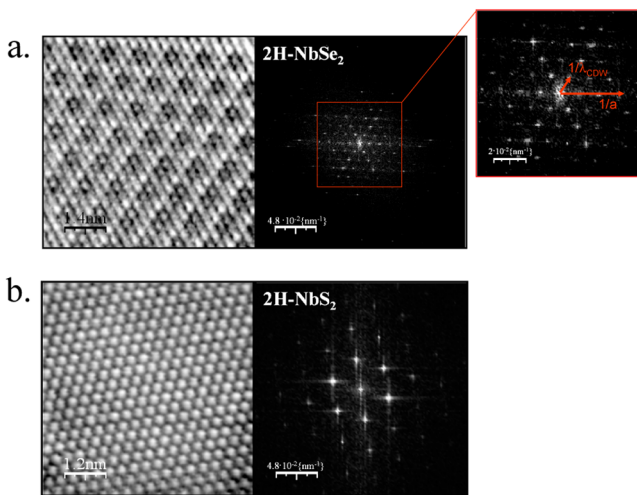 a.
2H-NbSe₂
1/λCDW
1/a
2·10⁻²{nm⁻¹}
1.4nm
4.8 ·10⁻²{nm⁻¹}
b.
2H-NbS₂
1.2nm
4.8·10⁻²{nm⁻¹}